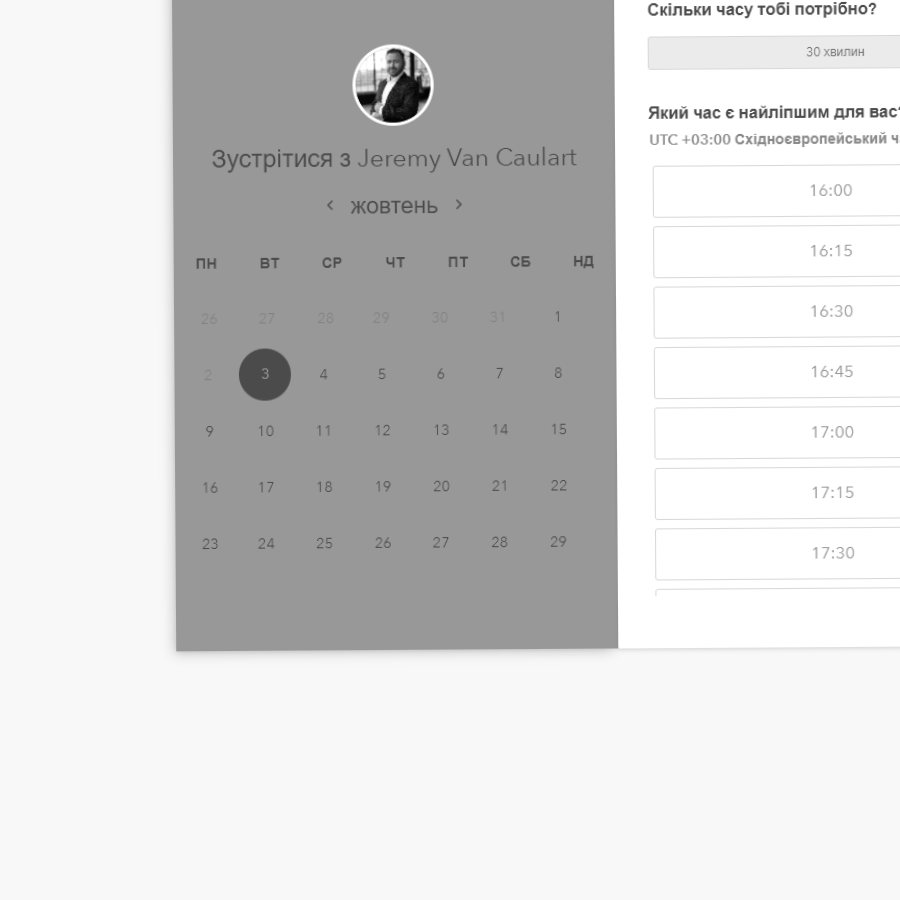 Зустрітися з Jeremy Van Caulart
жовтень
ПН ВТ СР ЧТ ПТ СБ НД
26 27 28 29 30 31 1
2 3 4 5 6 7 8
9 10 11 12 13 14 15
16 17 18 19 20 21 22
23 24 25 26 27 28 29
Скільки часу тобі потрібно?
30 хвилин
Який час є найліпшим для вас?
UTC +03:00 Східноєвропейський
16:00
16:15
16:30
16:45
17:00
17:15
17:30